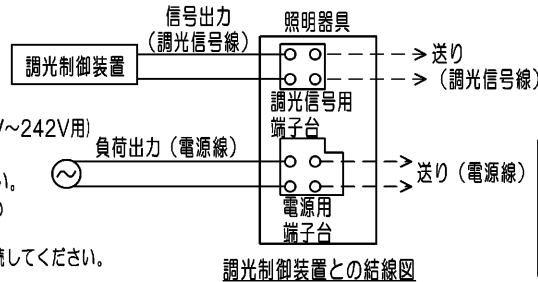 信号出力
(調光信号線)
照明器具
調光制御装置
送り
(調光信号線)
調光信号用
端子台
V~242V用)
負荷出力(電源線)
い。
送り(電源線)
電源用
端子台
続してください。
調光制御装置との結線図